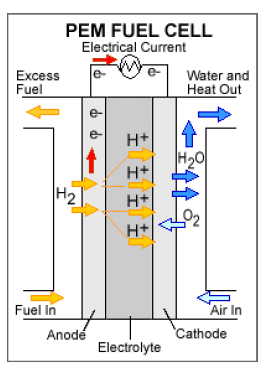 PEM FUEL CELL
Electrical Current
e- e-
Excess
Fuel
Water and
Heat Out
e-
e-
H+
H2O
H+
H2
H+
O2
H+
Fuel In
Air In
Anode
Cathode
Electrolyte